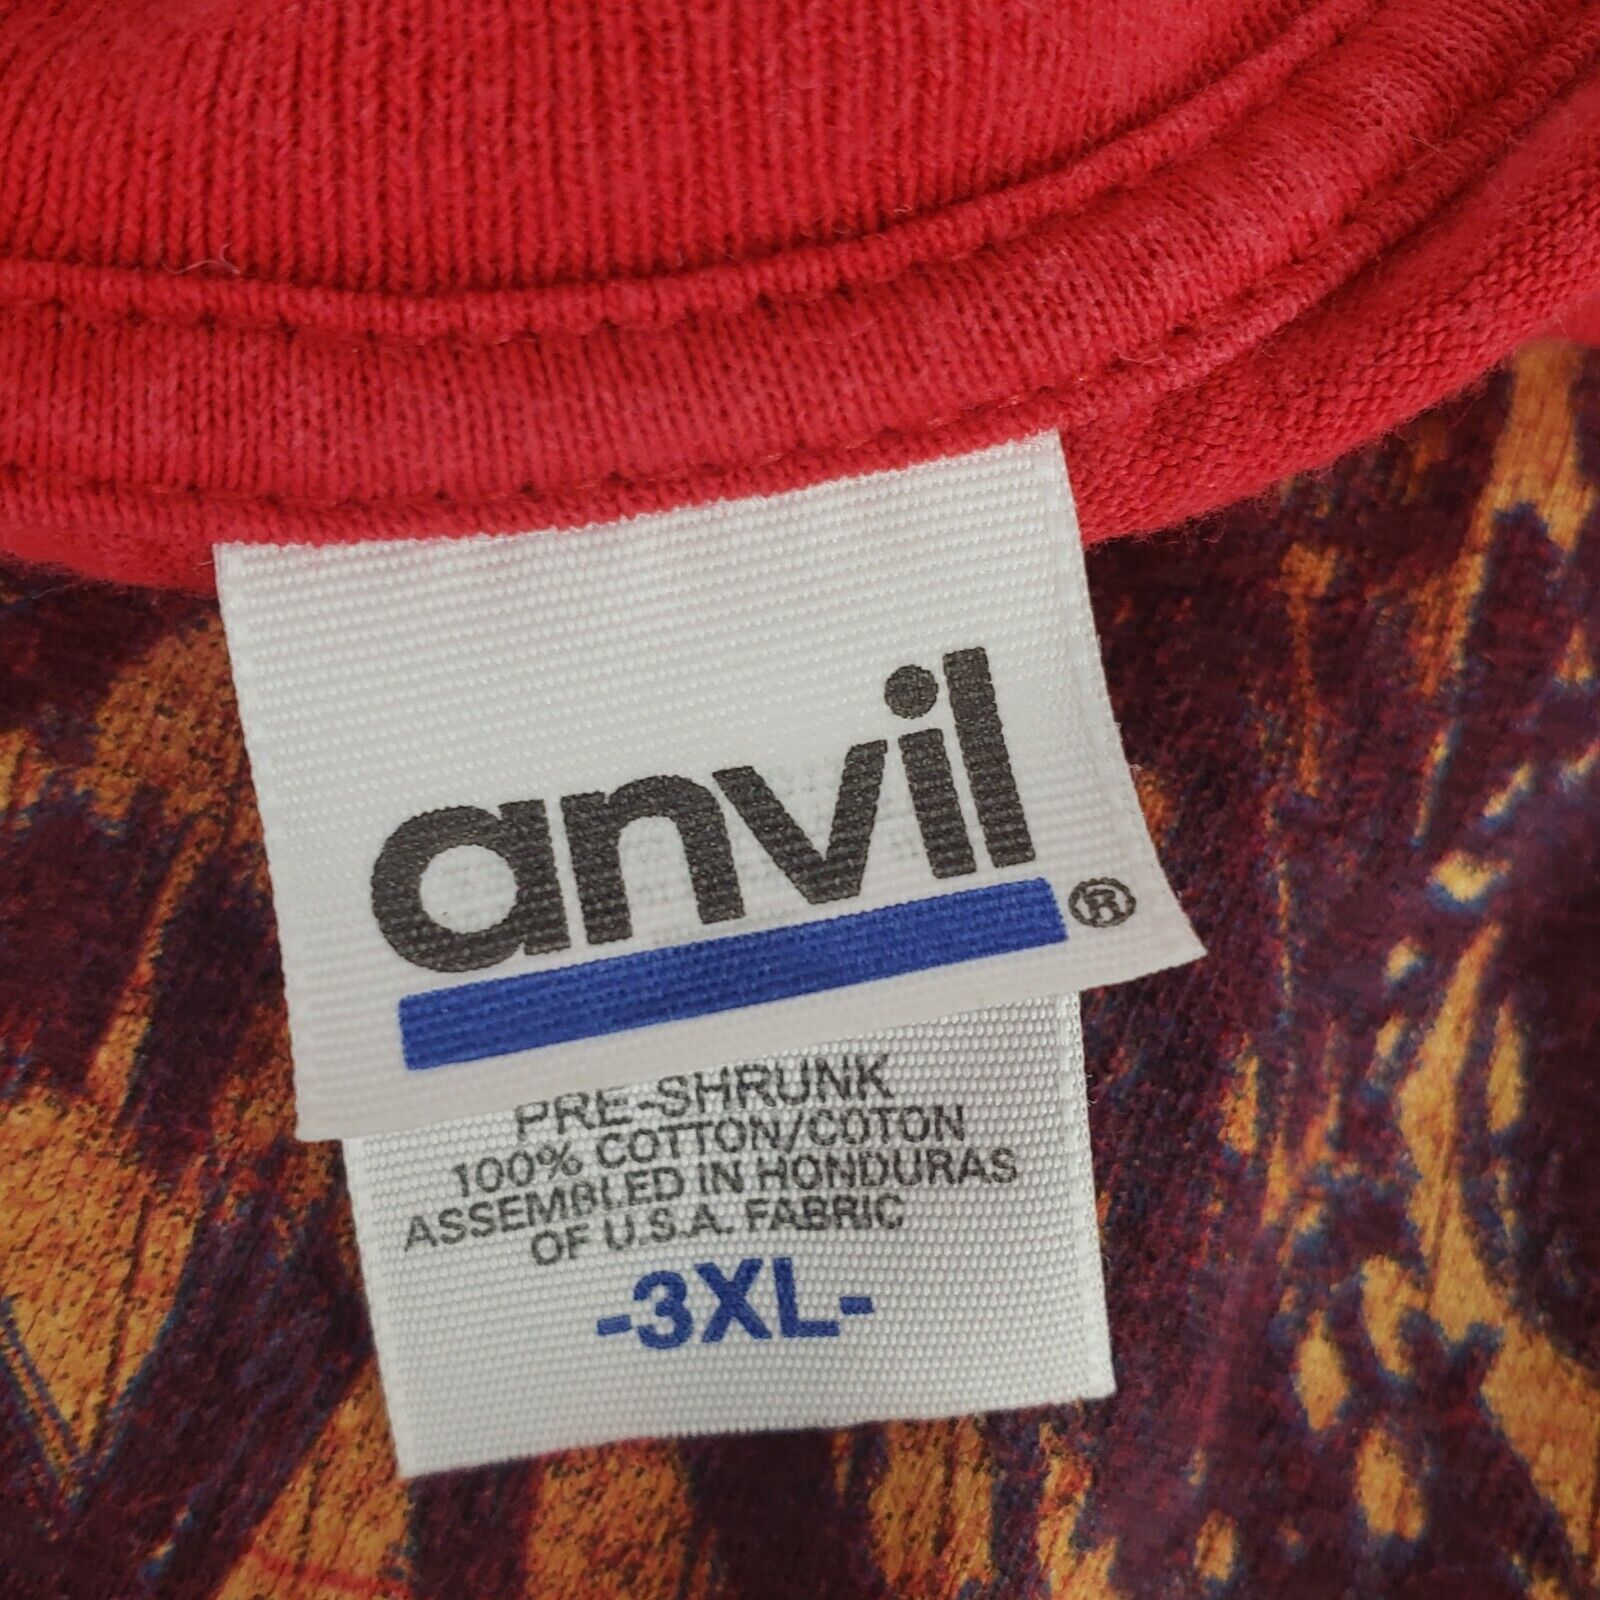 anvil®
PRE-SHRUNK
100% COTTON/COTON
ASSEMBLED IN HONDURAS
OF U.S.A. FABRIC
-3XL-